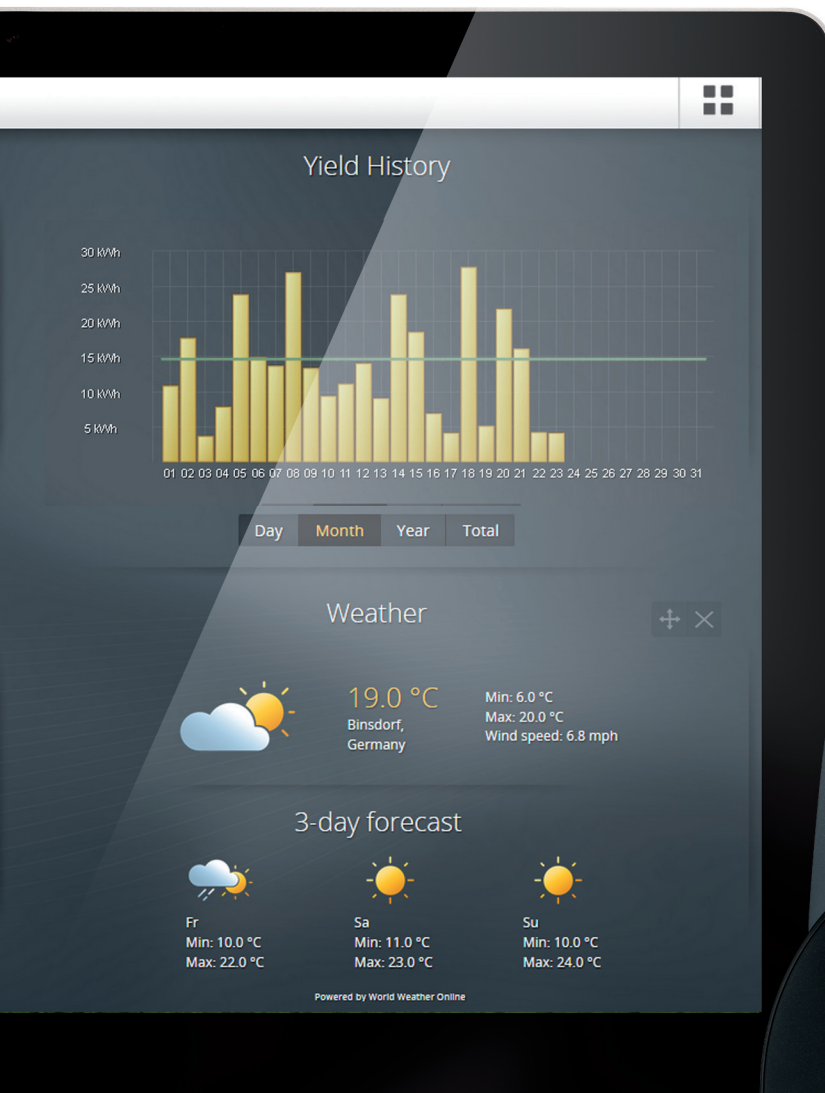 Yield History
30 kWh
25 kWh
20 kWh
15 kWh
10 kWh
5 kWh
01 02 03 04 05 06 07 08 09 10 11 12 13 14 15 16 17 18 19 20 21 22 23 24 25 26 27 28 29 30 31
Day Month Year Total
Weather
19.0 °C
Binsdorf,
Germany
Min: 6.0 °C
Max: 20.0 °C
Wind speed: 6.8 mph
3-day forecast
Fr
Min: 10.0 °C
Max: 22.0 °C
Sa
Min: 11.0 °C
Max: 23.0 °C
Su
Min: 10.0 °C
Max: 24.0 °C
Powered by World Weather Online